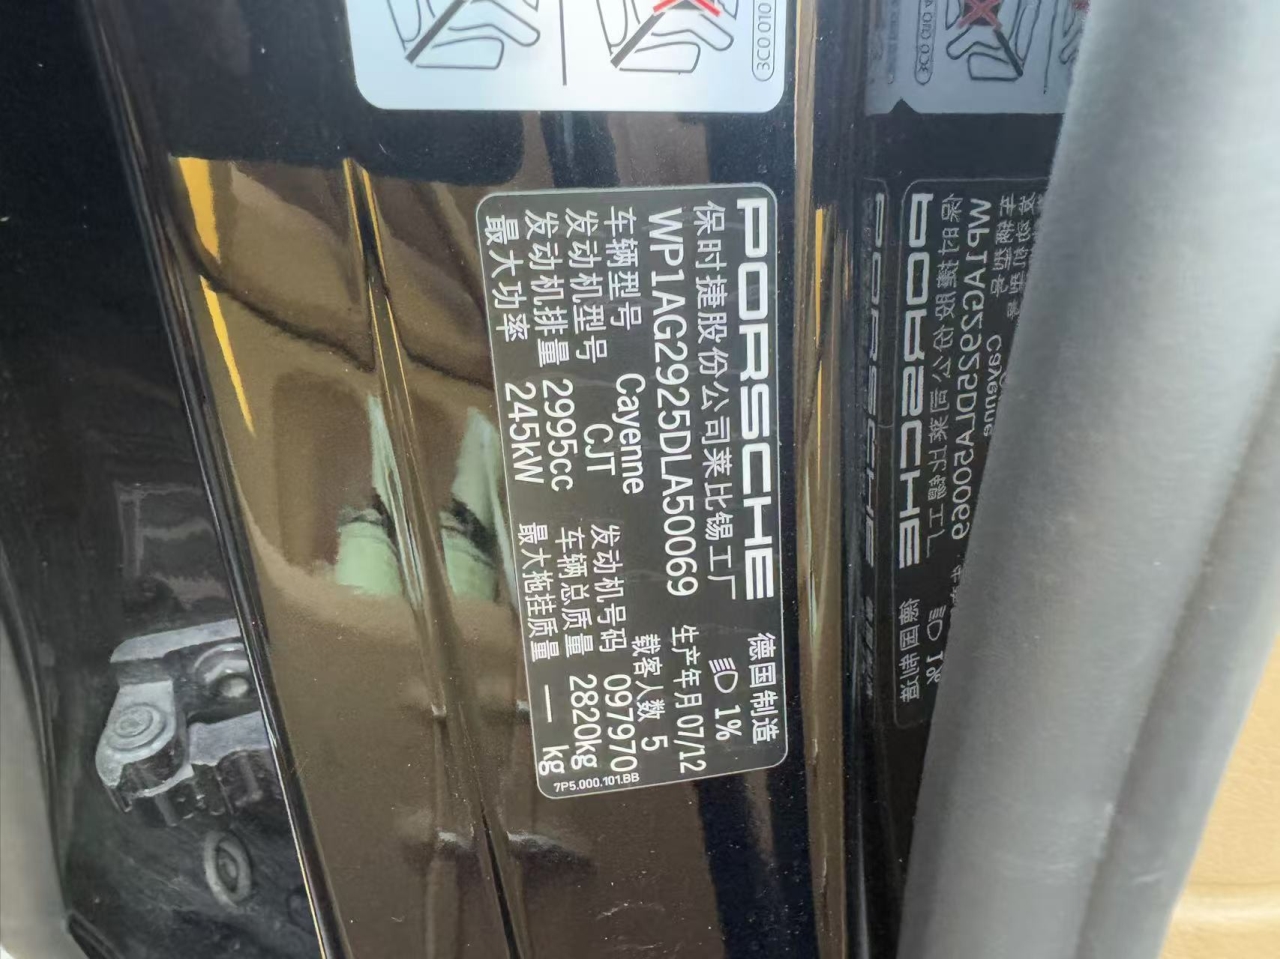 3C0 010
PORSCHE 德国制造
保时捷股份公司莱比锡工厂 1%
WP1AG2925DLA50069 生产年月 07/12
车辆型号 Cayenne 载客人数 5
发动机型号 CJT 发动机号码 097970
发动机排量 2995cc 车辆总质量 2820kg
最大功率 245kW 最大拖挂质量 — kg
7P5.000.101.BB